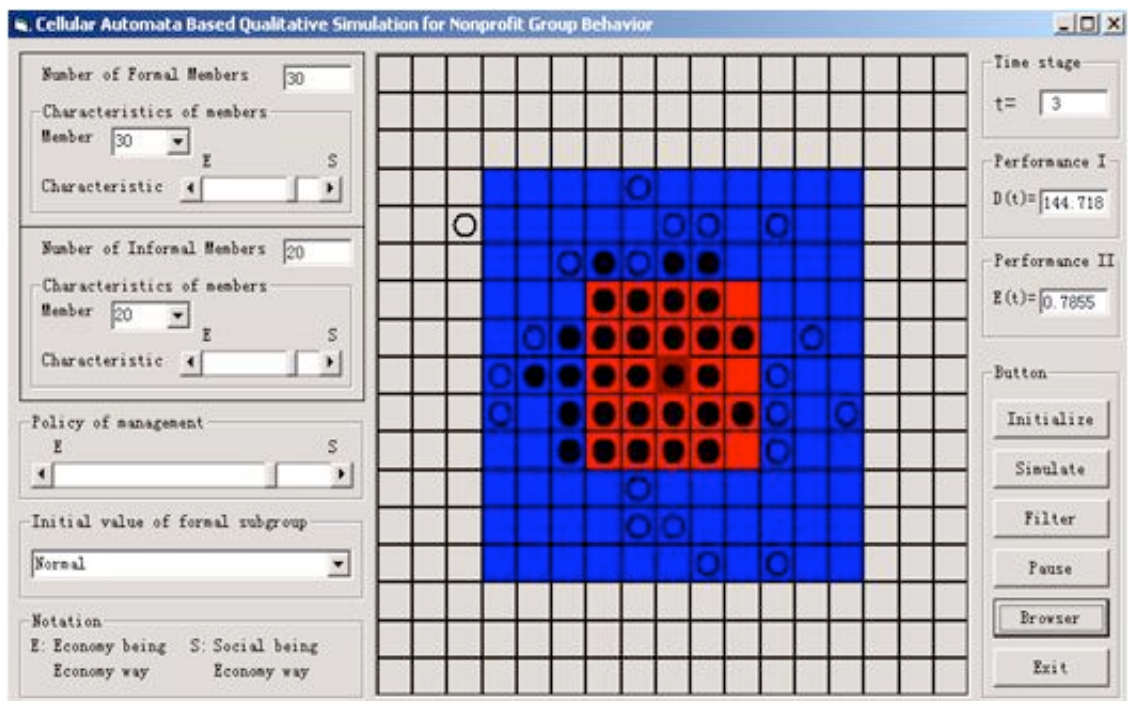 Cellular Automata Based Qualitative Simulation for Nonprofit Group Behavior
Number of Formal Members 30
Characteristics of members
Member 30
E S
Characteristic
Number of Informal Members 20
Characteristics of members
Member 20
E S
Characteristic
Policy of management
E S
Initial value of formal subgroup
Normal
Notation
E: Economy being S: Social being
Economy way Economy way
Time stage
t= 3
Performance I
D(t)= 144.718
Performance II
E(t)= 0.7855
Button
Initialize
Simulate
Filter
Pause
Browser
Exit